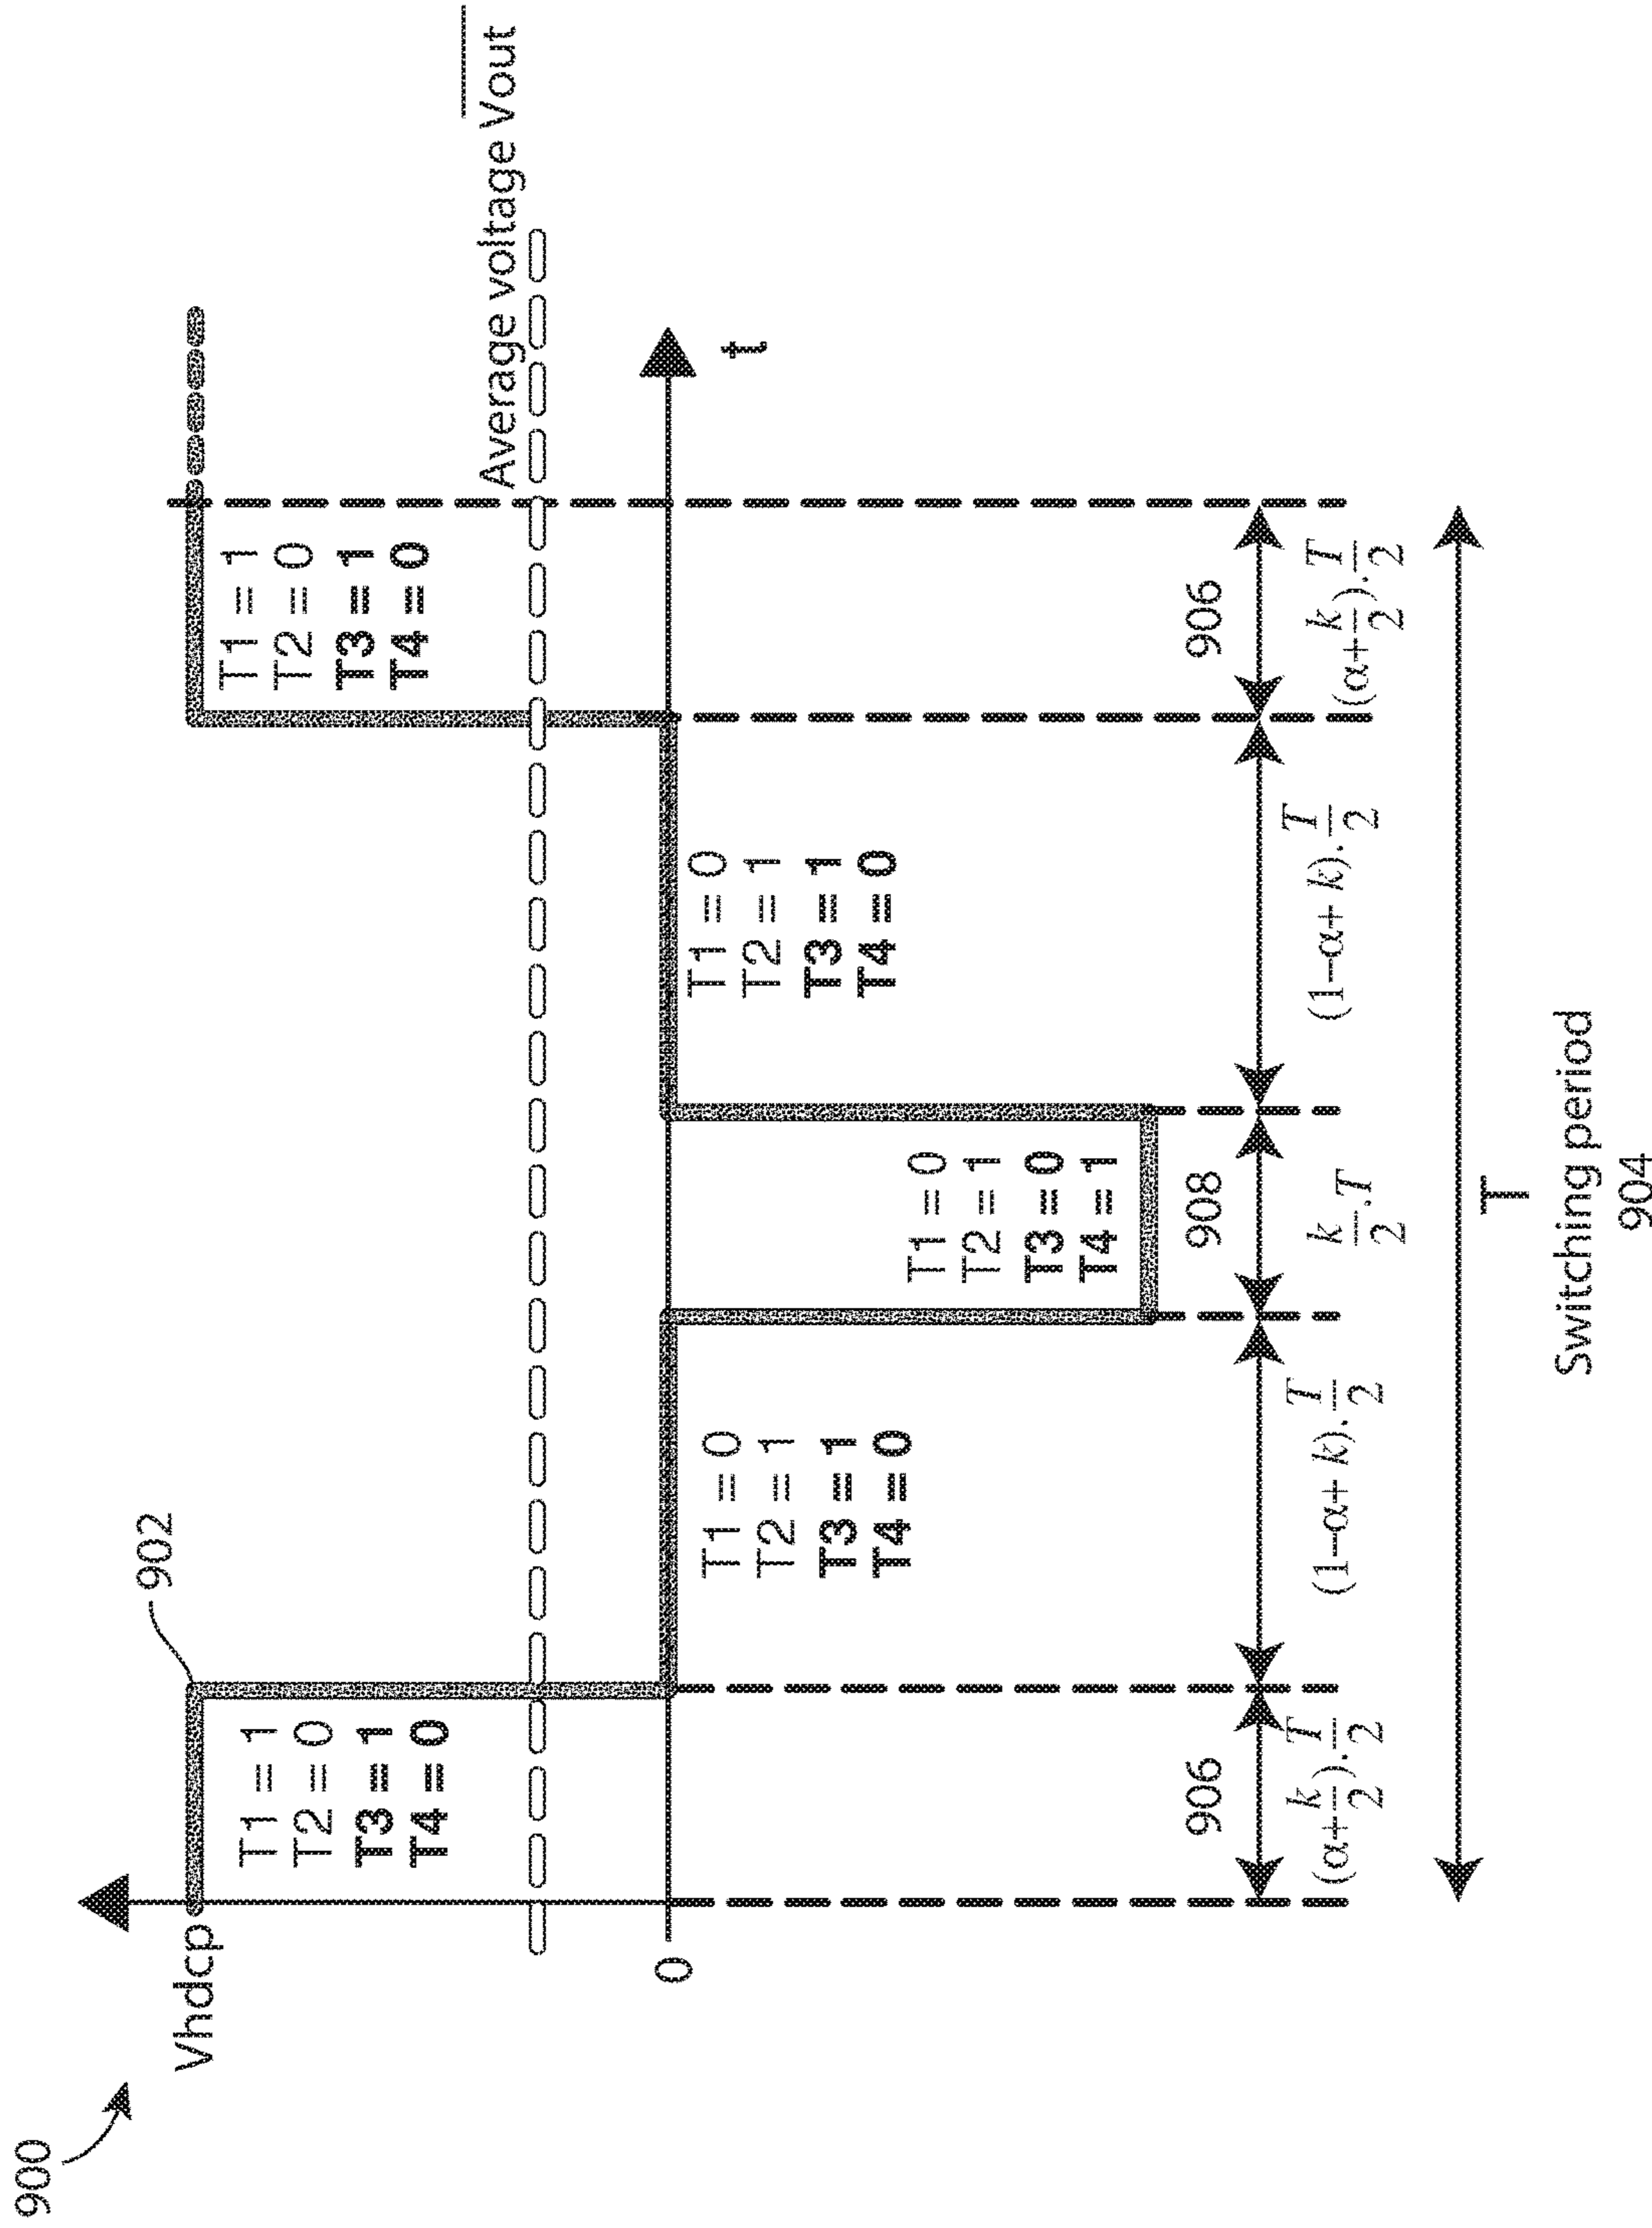 900
Vhdcp
902
Average voltage Vout
T1 = 1
T2 = 0
T3 = 1
T4 = 0
T1 = 1
T2 = 0
T3 = 1
T4 = 0
0
t
T1 = 0
T2 = 1
T3 = 1
T4 = 0
T1 = 0
T2 = 1
T3 = 0
T4 = 1
T1 = 0
T2 = 1
T3 = 1
T4 = 0
906
908
906
(α+k/2).T/2
(1–α+ k).T/2
k/2.T
(1–α+ k).T/2
(α+k/2).T/2
T
Switching period
904